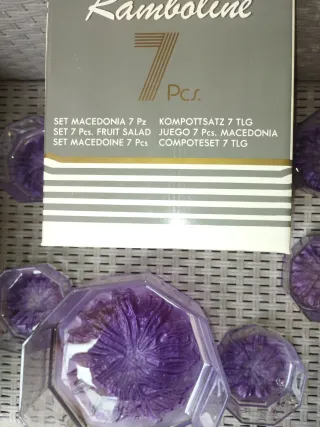 Ramboline
7 Pcs.
SET MACEDONIA 7 Pz KOMPOTTSATZ 7 TLG
SET 7 Pcs. FRUIT SALAD JUEGO 7 Pcs. MACEDONIA
SET MACEDOINE 7 Pcs COMPOTESET 7 TLG